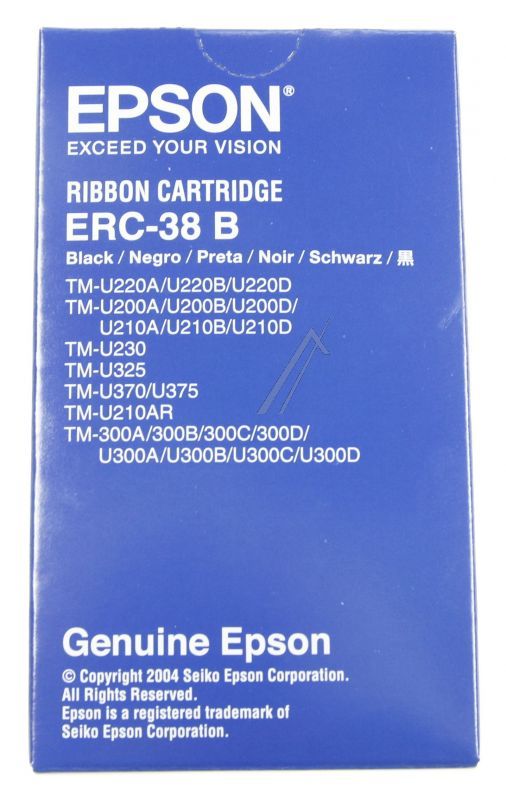 EPSON®
EXCEED YOUR VISION
RIBBON CARTRIDGE
ERC-38 B
Black / Negro / Preta / Noir / Schwarz / 黒
TM-U220A/U220B/U220D
TM-U200A/U200B/U200D/
U210A/U210B/U210D
TM-U230
TM-U325
TM-U370/U375
TM-U210AR
TM-300A/300B/300C/300D/
U300A/U300B/U300C/U300D
Genuine Epson
© Copyright 2004 Seiko Epson Corporation.
All Rights Reserved.
Epson is a registered trademark of
Seiko Epson Corporation.